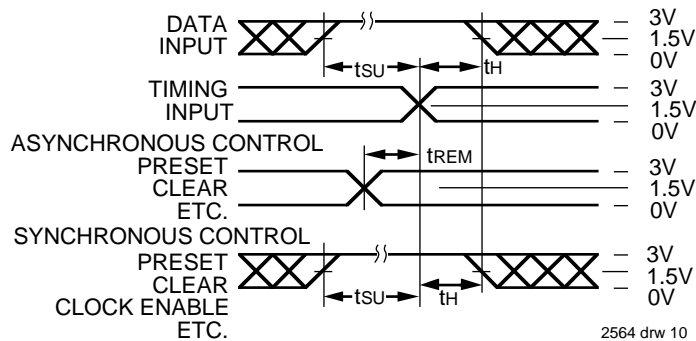 DATA
INPUT
3V
1.5V
0V
tSU
tH
TIMING
INPUT
3V
1.5V
0V
ASYNCHRONOUS CONTROL
PRESET
CLEAR
ETC.
tREM
3V
1.5V
0V
SYNCHRONOUS CONTROL
PRESET
CLEAR
CLOCK ENABLE
ETC.
tSU
tH
3V
1.5V
0V
2564 drw 10